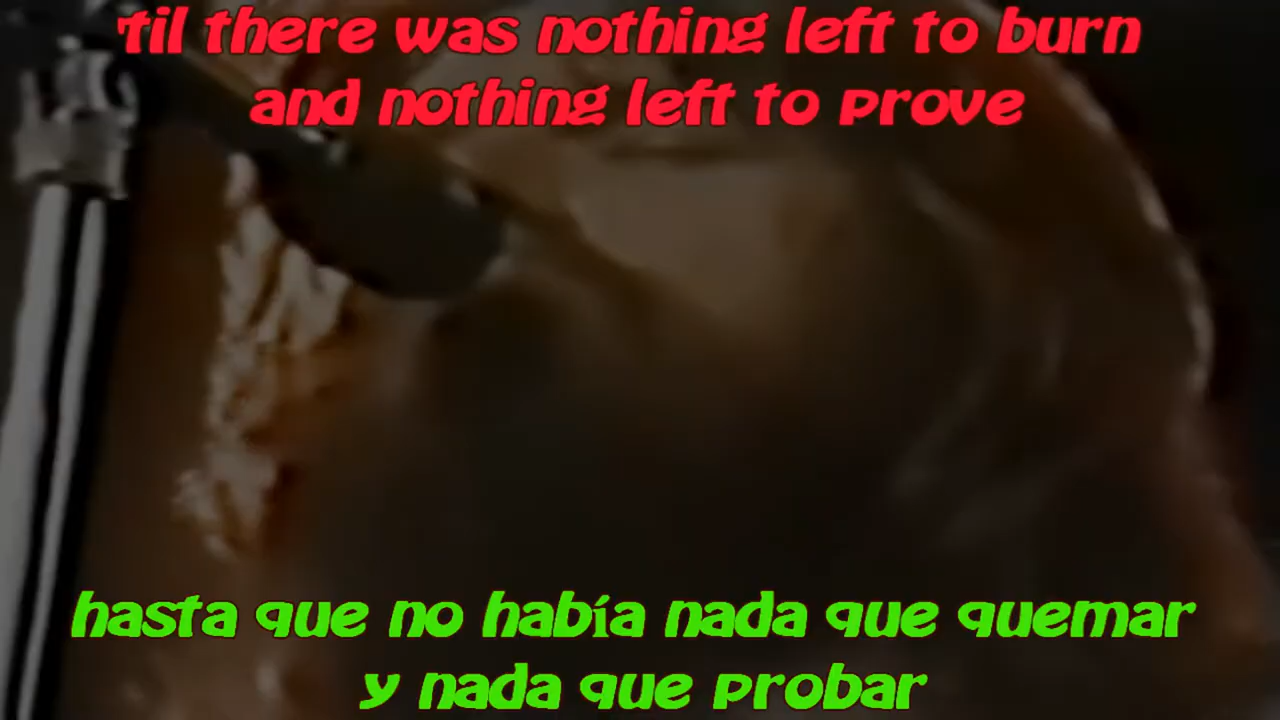 'til there was nothing left to burn
and nothing left to prove
hasta que no había nada que quemar
y nada que probar